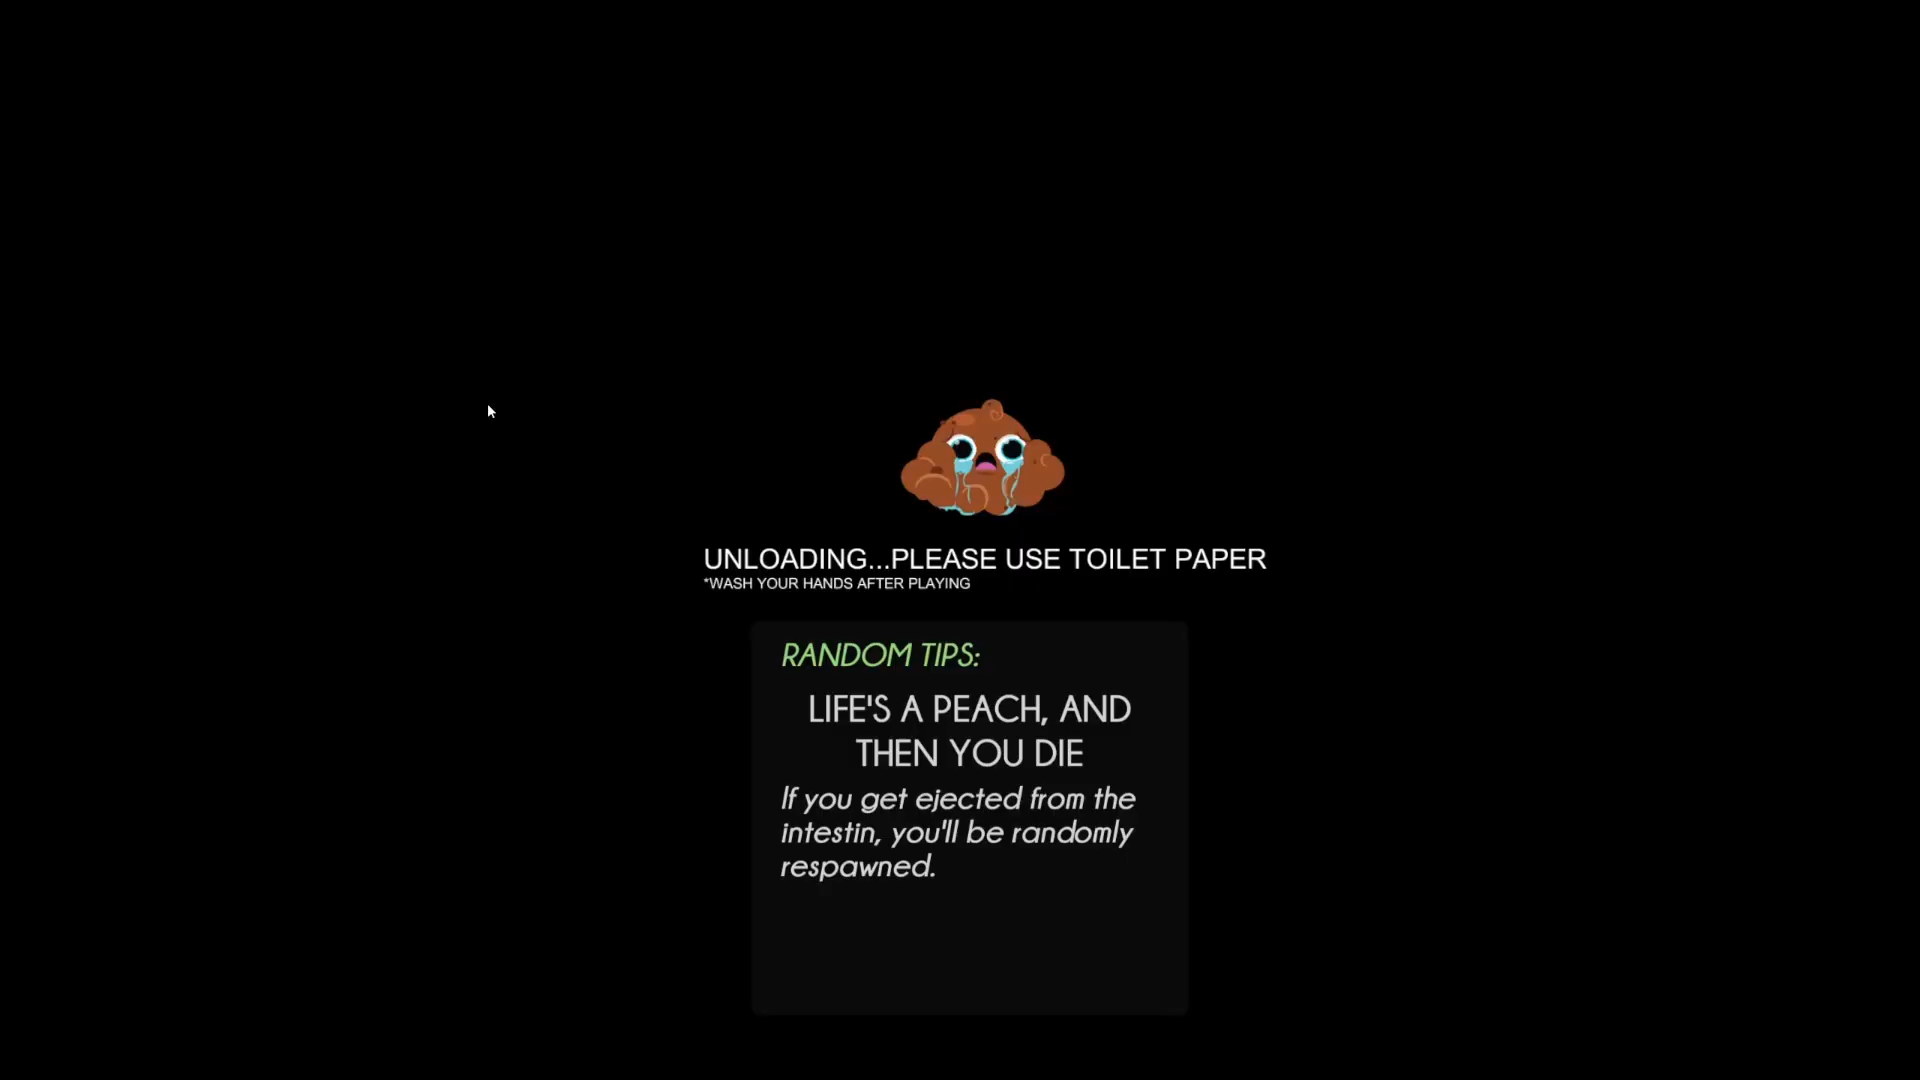 UNLOADING...PLEASE USE TOILET PAPER
*WASH YOUR HANDS AFTER PLAYING
RANDOM TIPS:
LIFE'S A PEACH, AND
THEN YOU DIE
If you get ejected from the
intestin, you'll be randomly
respawned.